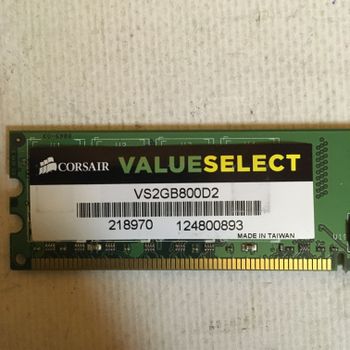 CORSAIR VALUESELECT
VS2GB800D2
218970 124800893
MADE IN TAIWAN